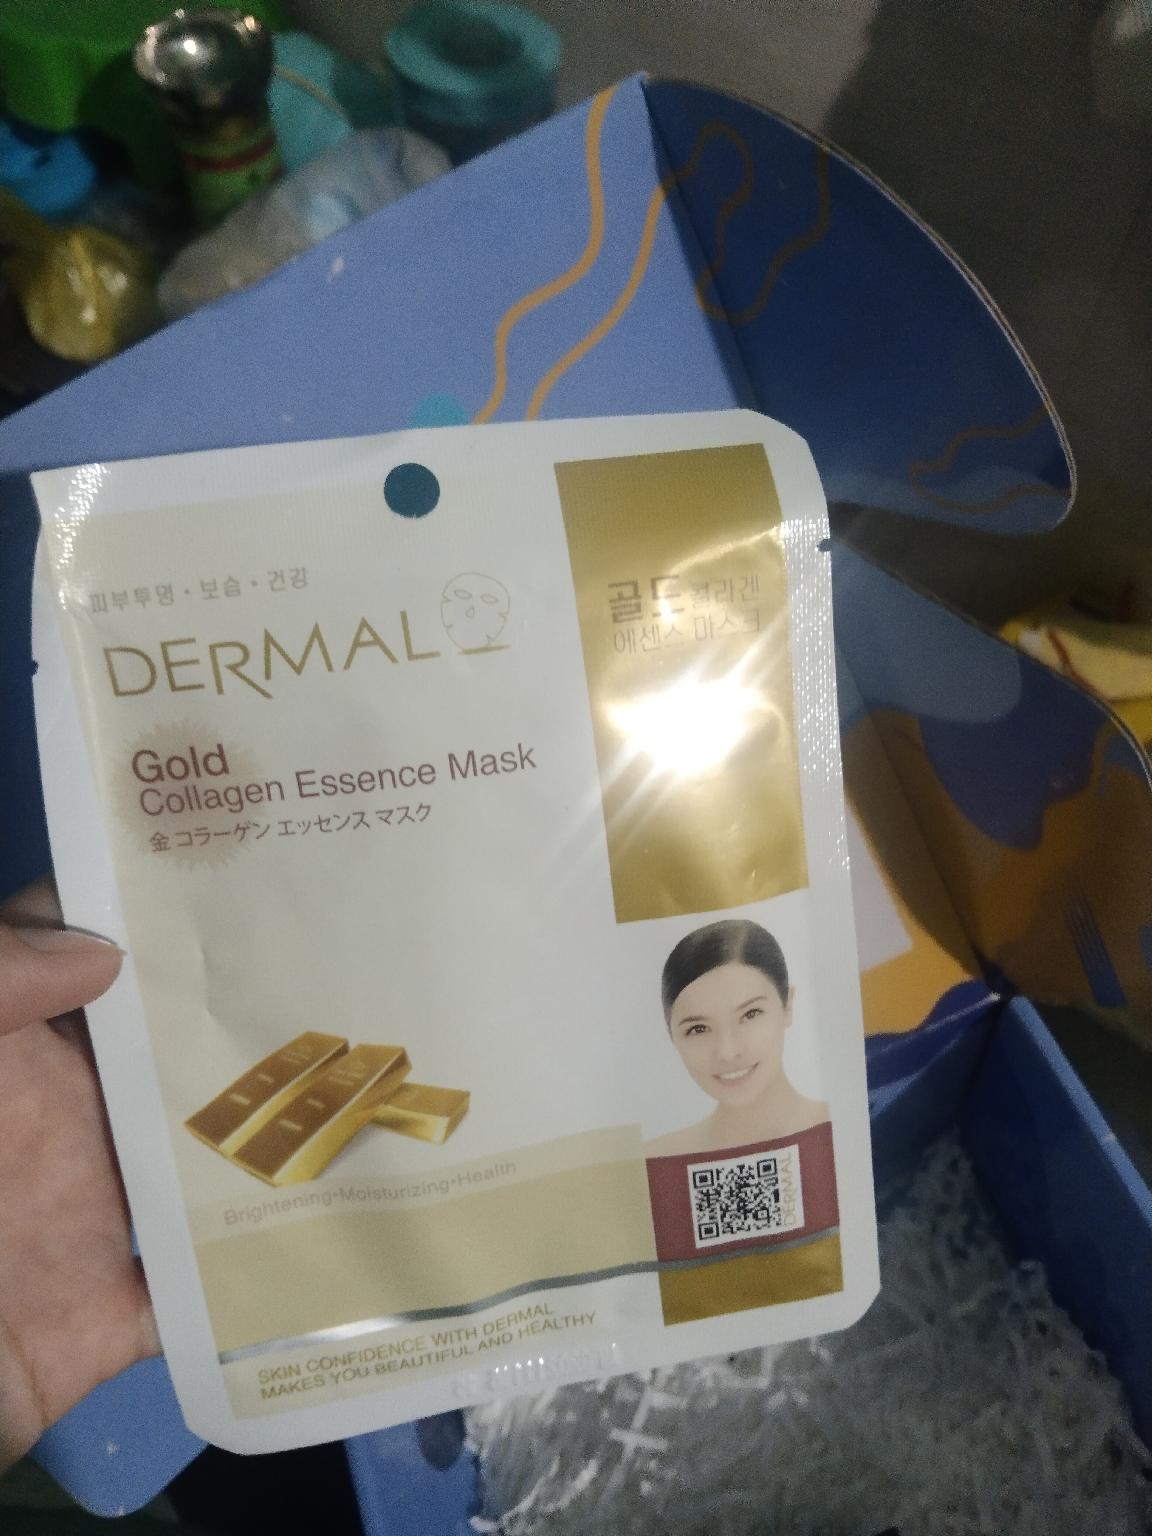 피부투명・보습・건강
DERMAL
골드 콜라겐
에센스 마스크
Gold
Collagen Essence Mask
金 コラーゲン エッセンス マスク
Brightening・Moisturizing・Health
DERMAL
SKIN CONFIDENCE WITH DERMAL
MAKES YOU BEAUTIFUL AND HEALTHY